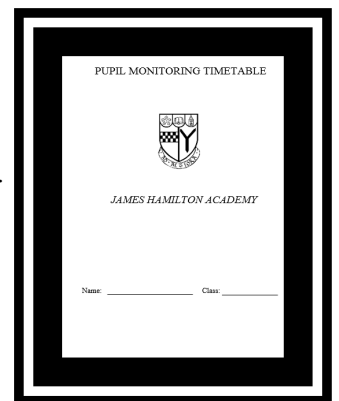 PUPIL MONITORING TIMETABLE
JAMES HAMILTON ACADEMY
Name: Class: